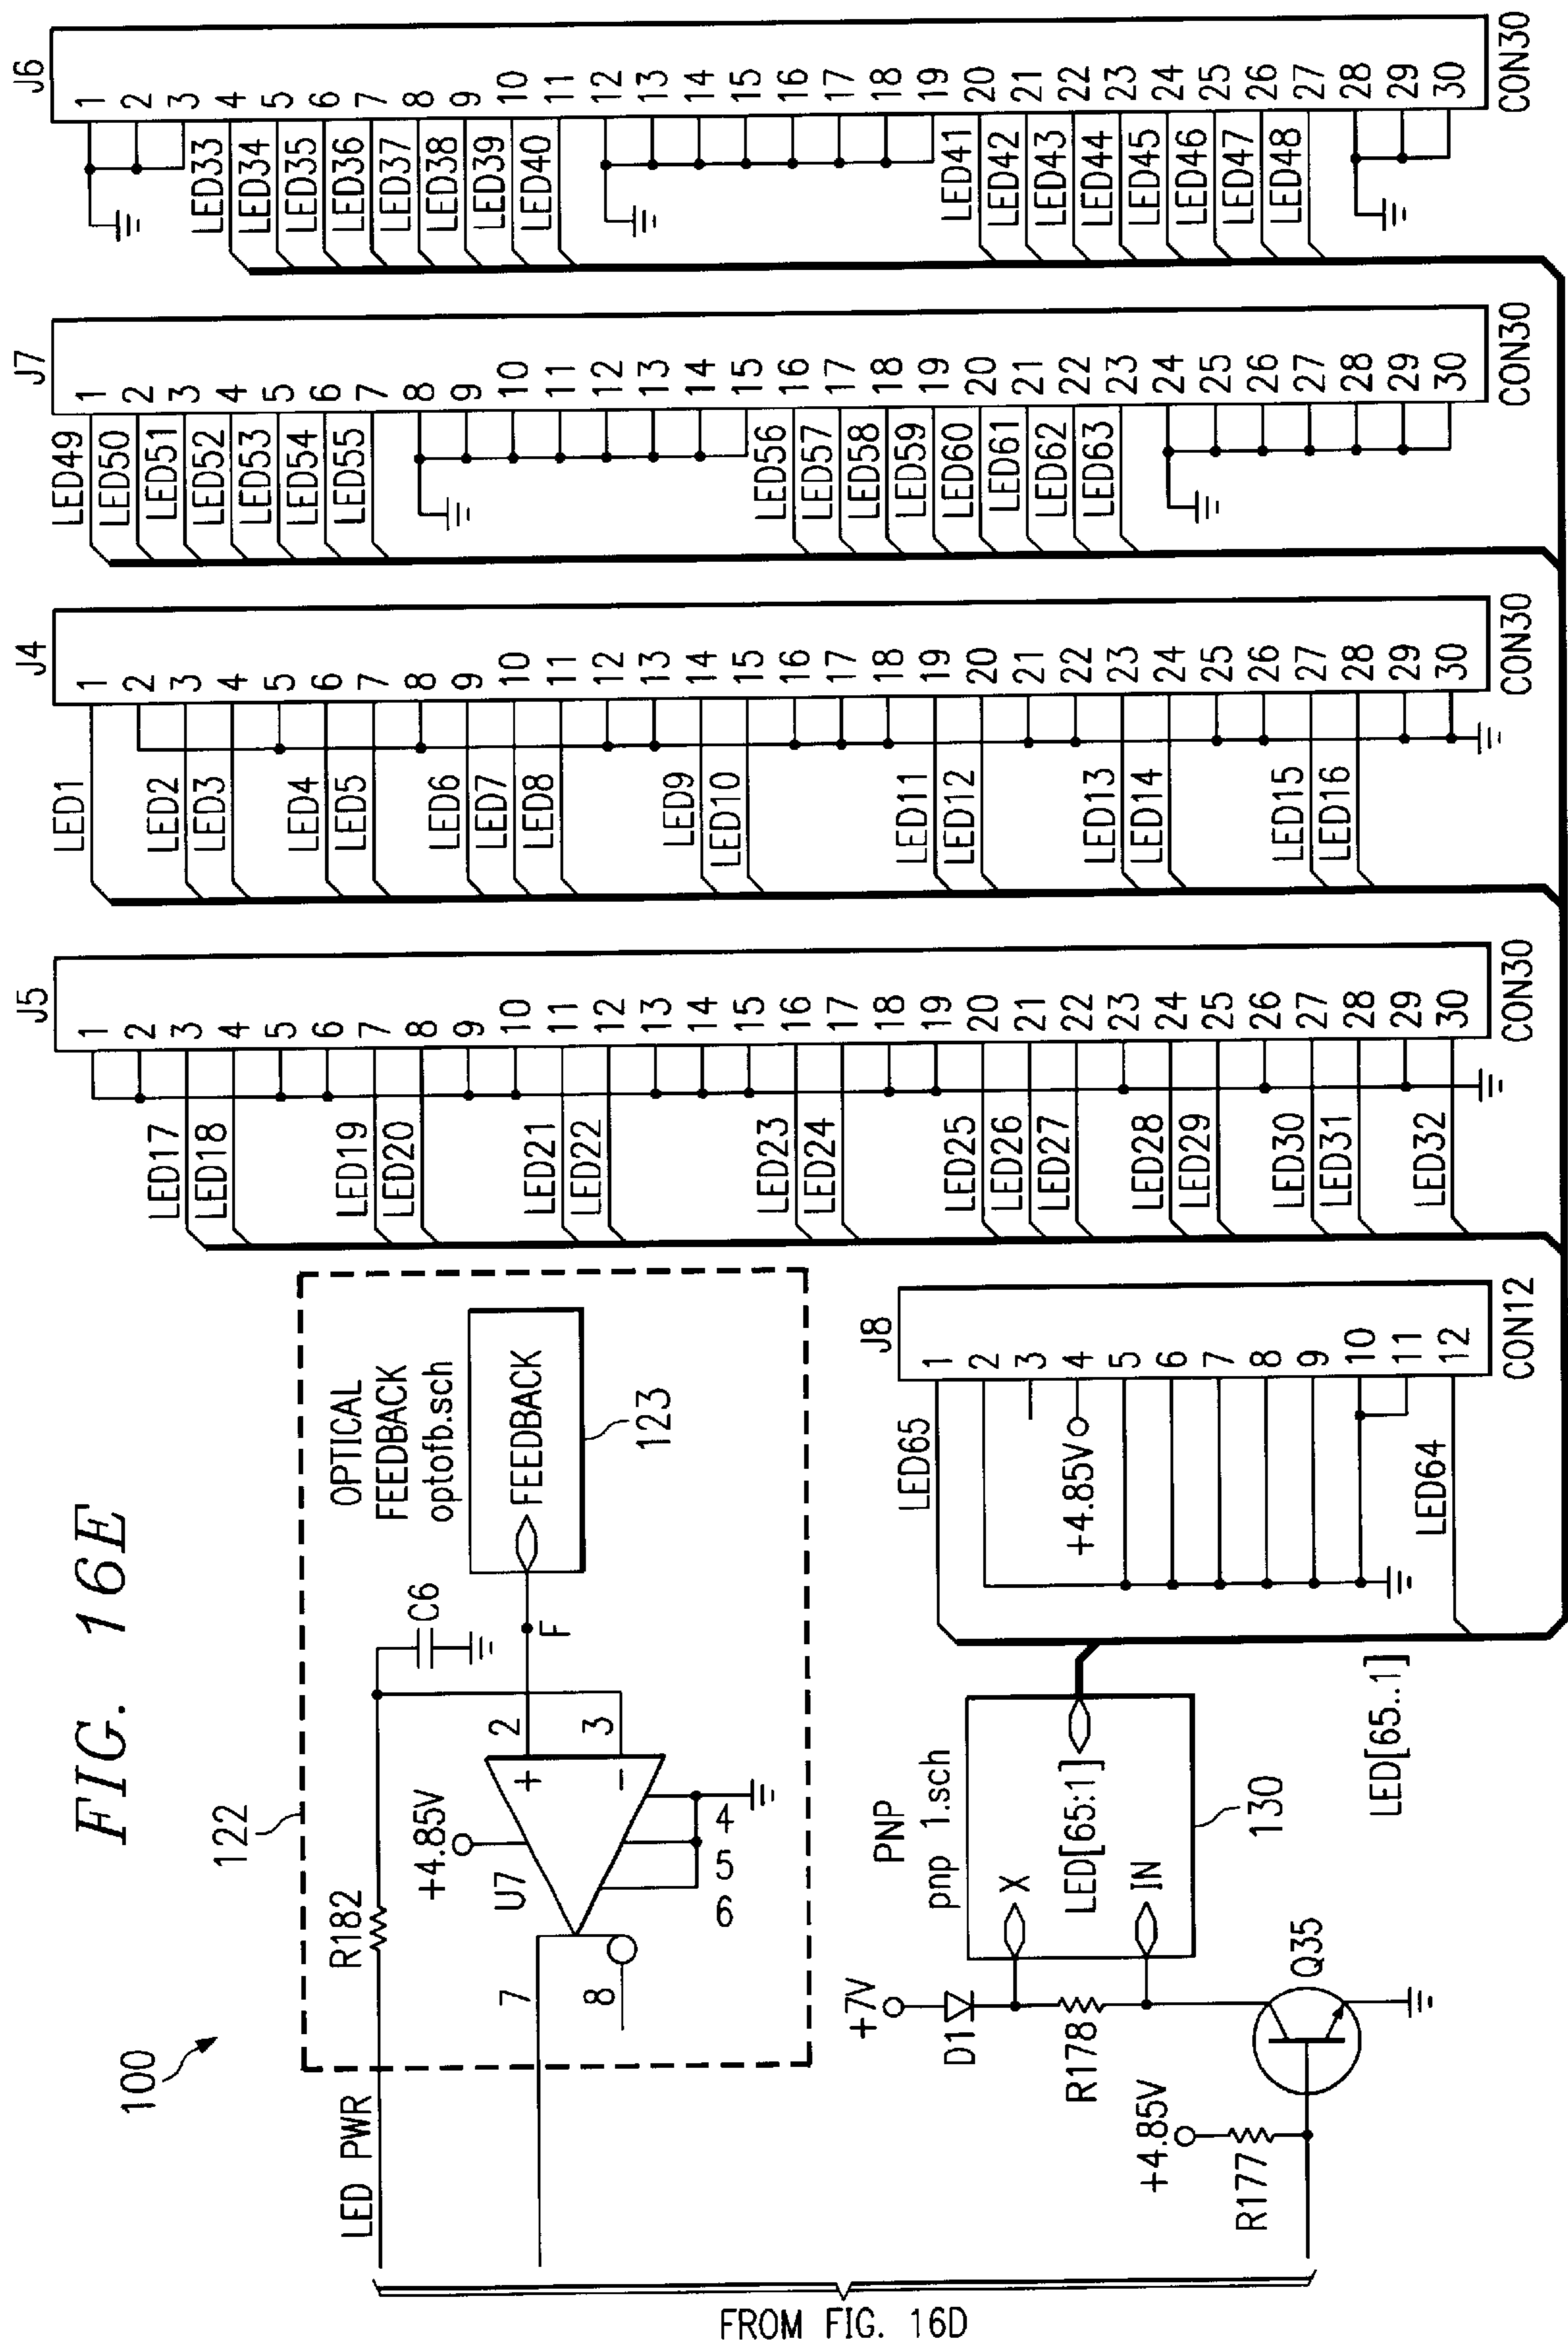 FIG. 16E
100
122
LED PWR
R182
C6
+4.85V
U7
7
8
+
−
2
3
4
5
6
F
OPTICAL
FEEDBACK
optofb.sch
FEEDBACK
123
+7V
D1
R178
+4.85V
R177
Q35
PNP
pnp 1.sch
X
LED[65:1]
IN
130
LED[65..1]
FROM FIG. 16D
J8
LED65
+4.85V
LED64
1
2
3
4
5
6
7
8
9
10
11
12
CON12
J5
LED17
LED18
LED19
LED20
LED21
LED22
LED23
LED24
LED25
LED26
LED27
LED28
LED29
LED30
LED31
LED32
1
2
3
4
5
6
7
8
9
10
11
12
13
14
15
16
17
18
19
20
21
22
23
24
25
26
27
28
29
30
CON30
J4
LED1
LED2
LED3
LED4
LED5
LED6
LED7
LED8
LED9
LED10
LED11
LED12
LED13
LED14
LED15
LED16
1
2
3
4
5
6
7
8
9
10
11
12
13
14
15
16
17
18
19
20
21
22
23
24
25
26
27
28
29
30
CON30
J7
LED49
LED50
LED51
LED52
LED53
LED54
LED55
LED56
LED57
LED58
LED59
LED60
LED61
LED62
LED63
1
2
3
4
5
6
7
8
9
10
11
12
13
14
15
16
17
18
19
20
21
22
23
24
25
26
27
28
29
30
CON30
J6
LED33
LED34
LED35
LED36
LED37
LED38
LED39
LED40
LED41
LED42
LED43
LED44
LED45
LED46
LED47
LED48
1
2
3
4
5
6
7
8
9
10
11
12
13
14
15
16
17
18
19
20
21
22
23
24
25
26
27
28
29
30
CON30